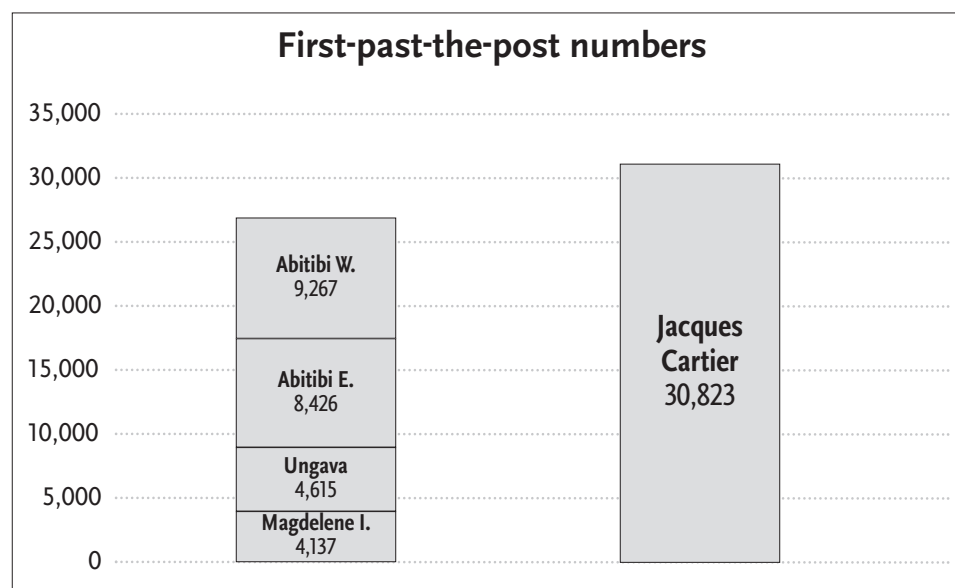 First-past-the-post numbers
35,000
30,000
25,000
20,000
15,000
10,000
5,000
0
Abitibi W.
9,267
Abitibi E.
8,426
Ungava
4,615
Magdelene I.
4,137
Jacques
Cartier
30,823